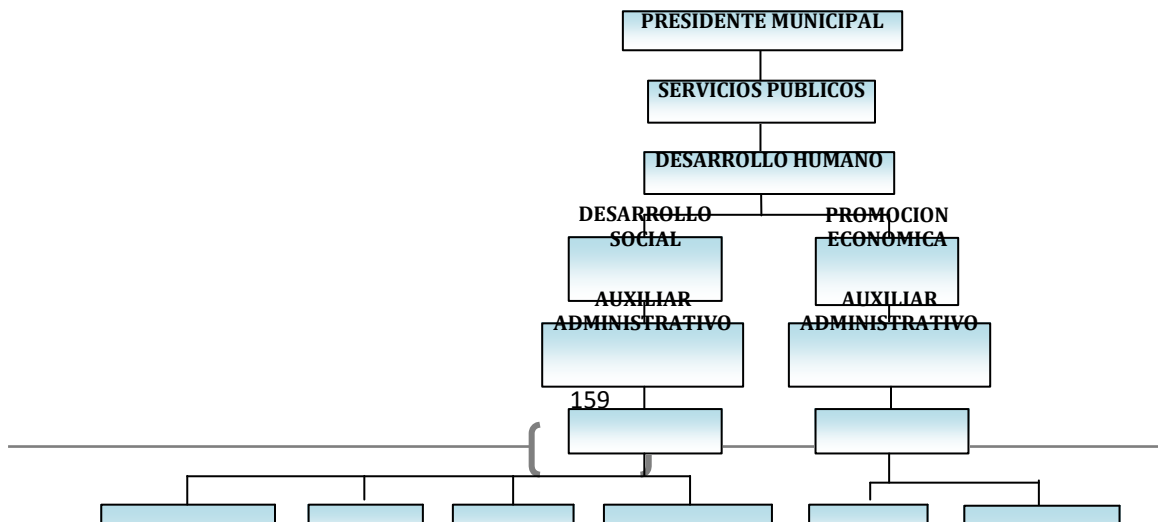 PRESIDENTE MUNICIPAL
SERVICIOS PUBLICOS
DESARROLLO HUMANO
DESARROLLO
SOCIAL
PROMOCION
ECONOMICA
AUXILIAR
ADMINISTRATIVO
AUXILIAR
ADMINISTRATIVO
159